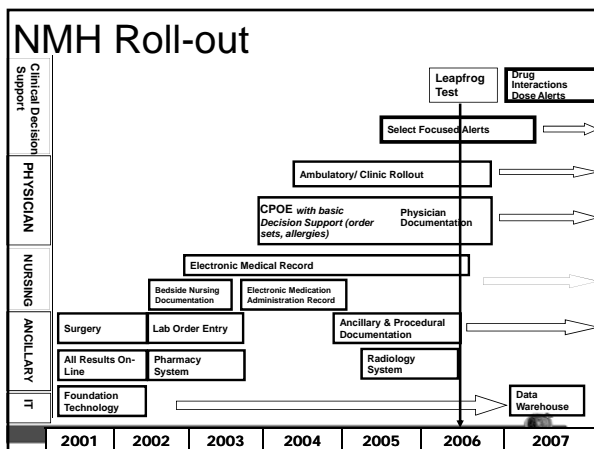 NMH Roll-out
Clinical Decision
Support
Leapfrog
Test
Drug
Interactions
Dose Alerts
Select Focused Alerts
PHYSICIAN
Ambulatory/ Clinic Rollout
CPOE with basic
Decision Support (order
sets, allergies)
Physician
Documentation
NURSING
Electronic Medical Record
Bedside Nursing
Documentation
Electronic Medication
Administration Record
ANCILLARY
Surgery
Lab Order Entry
Ancillary & Procedural
Documentation
All Results On-
Line
Pharmacy
System
Radiology
System
IT
Foundation
Technology
Data
Warehouse
2001 2002 2003 2004 2005 2006 2007